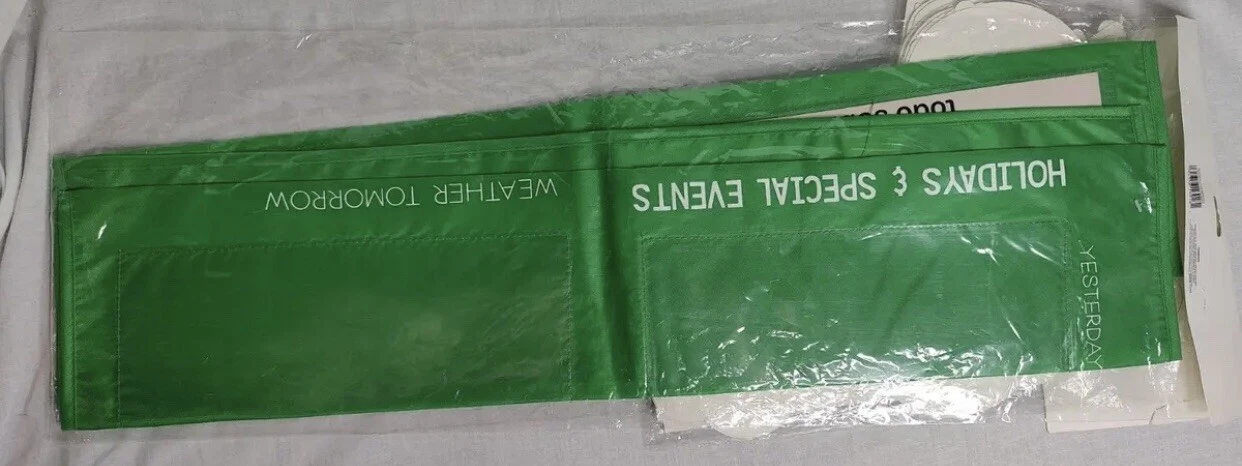 HOLIDAYS & SPECIAL EVENTS
WEATHER TOMORROW
YESTERDAY